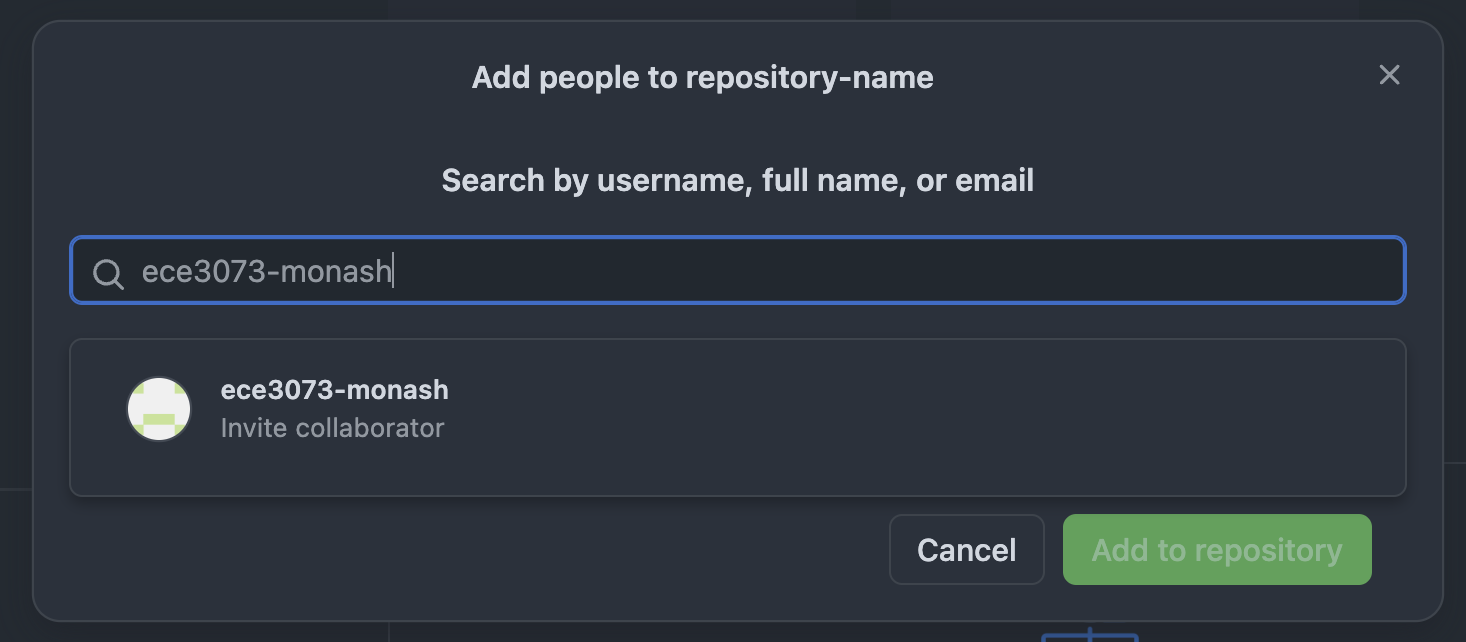 Add people to repository-name
Search by username, full name, or email
ece3073-monash
ece3073-monash
Invite collaborator
Cancel
Add to repository